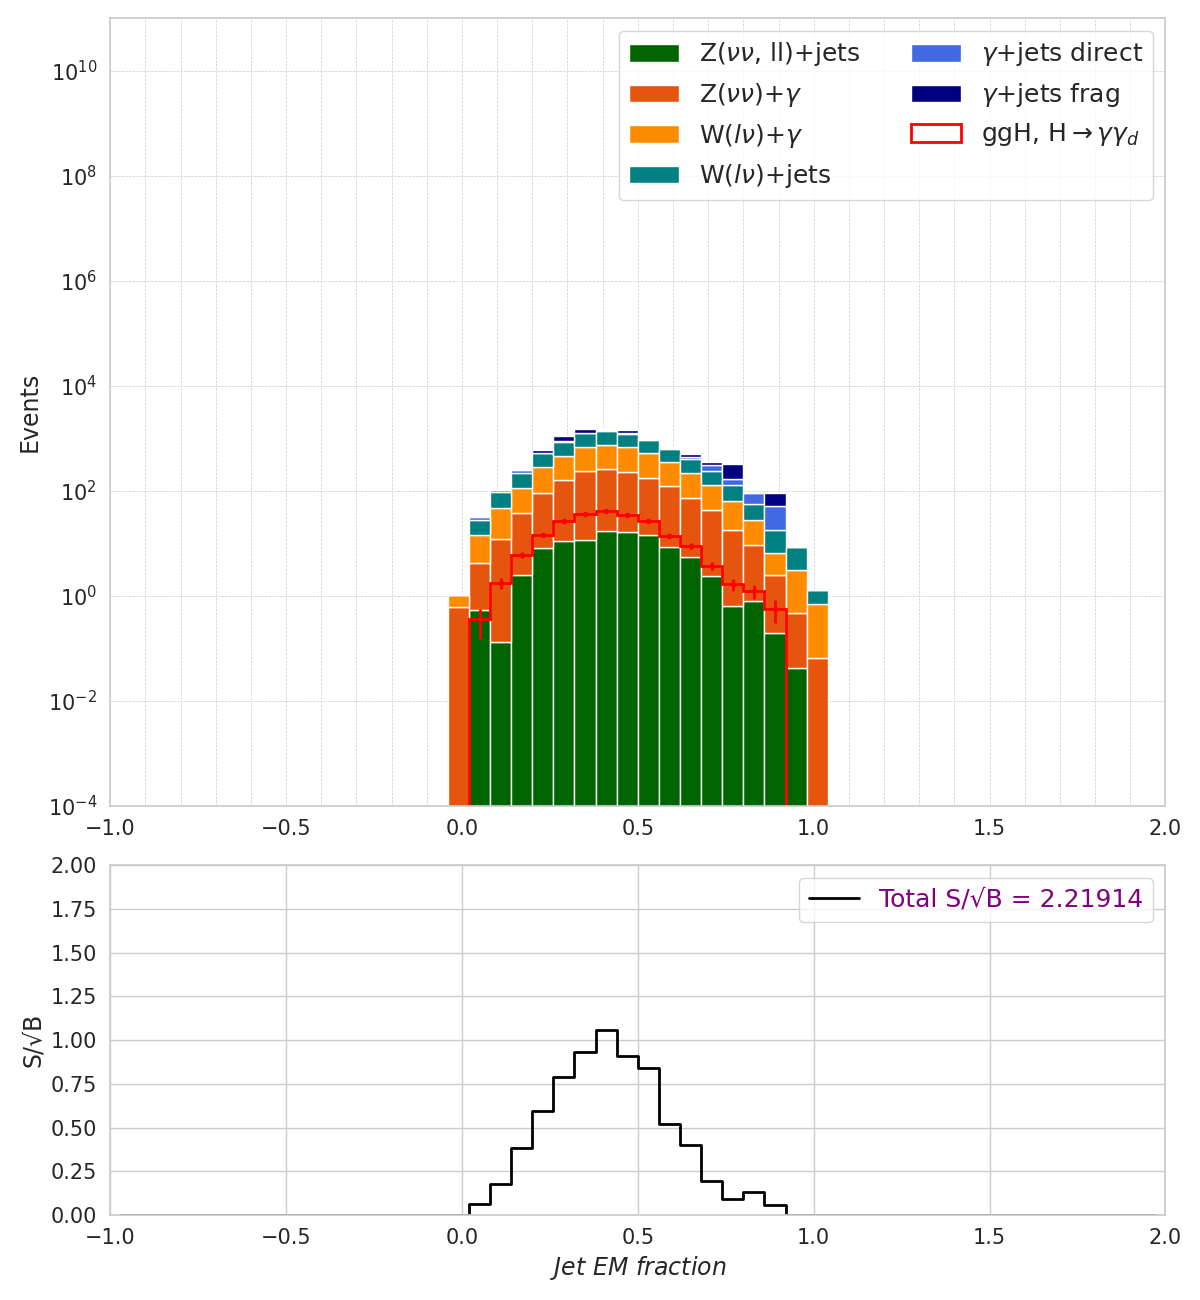 Z(νν, ll)+jets
Z(νν)+γ
W(lν)+γ
W(lν)+jets
γ+jets direct
γ+jets frag
ggH, H→γγ_d
Events
10^10
10^8
10^6
10^4
10^2
10^0
10^−2
10^−4
−1.0 −0.5 0.0 0.5 1.0 1.5 2.0
Total S/√B = 2.21914
S/√B
2.00
1.75
1.50
1.25
1.00
0.75
0.50
0.25
0.00
−1.0 −0.5 0.0 0.5 1.0 1.5 2.0
Jet EM fraction